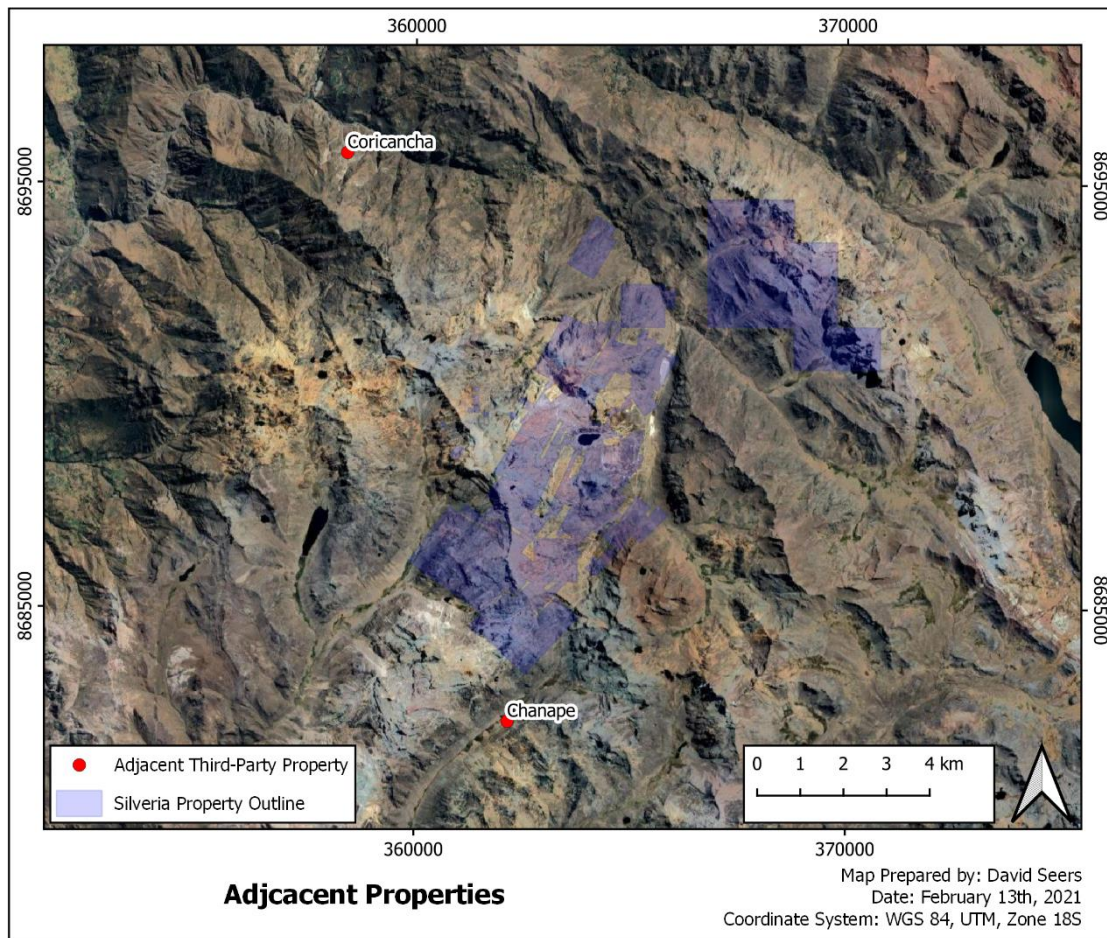 360000
370000
Coricancha
8695000
8695000
8685000
8685000
Chanape
Adjacent Third-Party Property
Silveria Property Outline
0 1 2 3 4 km
360000
370000
Adjcacent Properties
Map Prepared by: David Seers
Date: February 13th, 2021
Coordinate System: WGS 84, UTM, Zone 18S